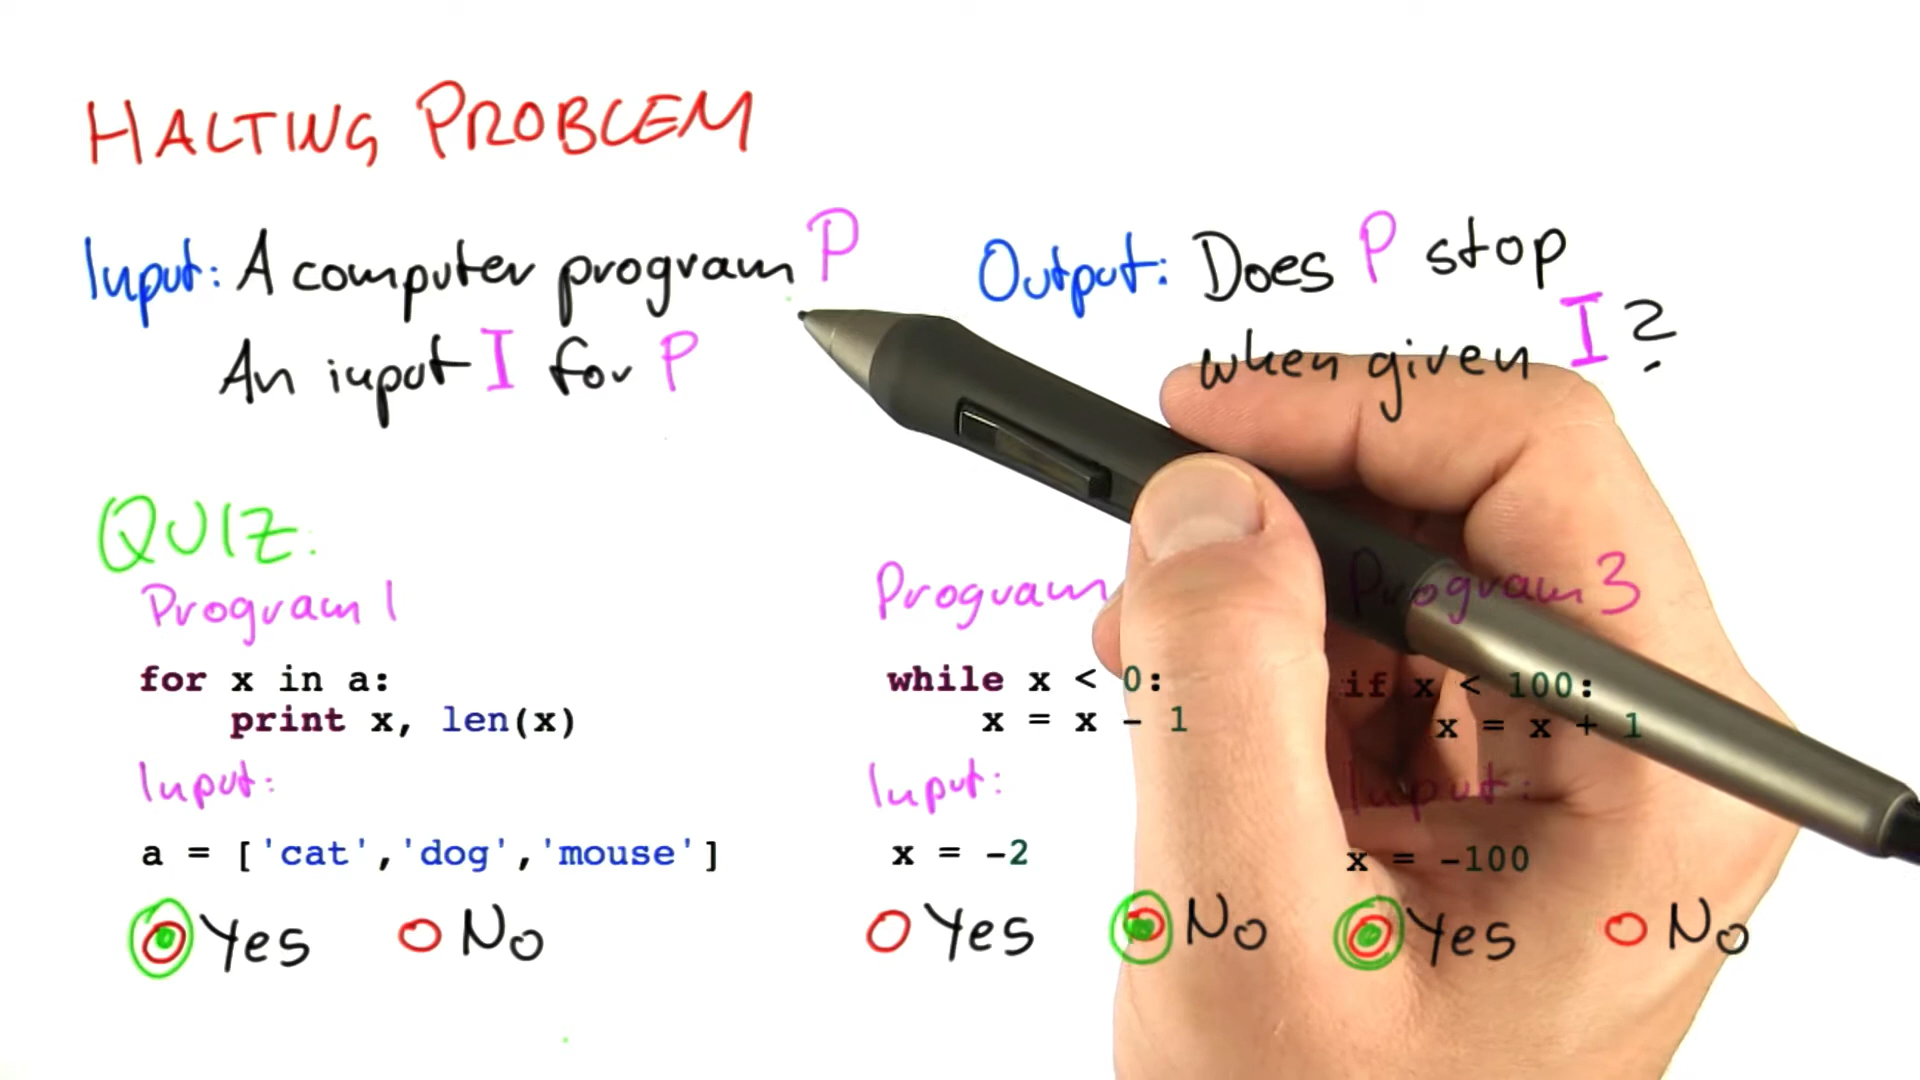 HALTING PROBLEM
Input: A computer program P
An input I for P
Output: Does P stop
when given I?
QUIZ:
Program 1
for x in a:
print x, len(x)
Input:
a = ['cat','dog','mouse']
Yes No
Program
while x < 0:
x = x - 1
Input:
x = -2
Yes No
Program 3
if x < 100:
x = x + 1
Input:
x = -100
Yes No